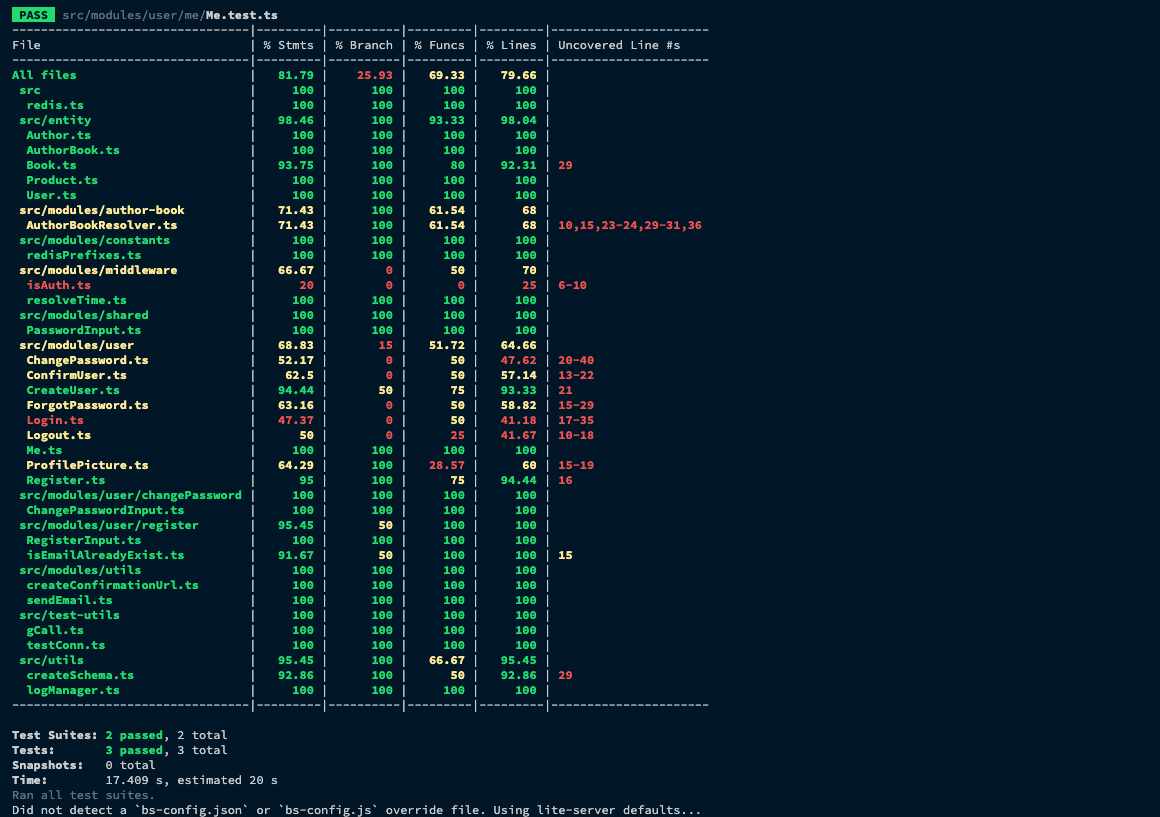 PASS src/modules/user/me/Me.test.ts
---------------------------------|---------|----------|---------|---------|----------------------
File                             | % Stmts | % Branch | % Funcs | % Lines | Uncovered Line #s
---------------------------------|---------|----------|---------|---------|----------------------
All files                        |   81.79 |    25.93 |   69.33 |   79.66 |
 src                             |     100 |      100 |     100 |     100 |
  redis.ts                       |     100 |      100 |     100 |     100 |
 src/entity                      |   98.46 |      100 |   93.33 |   98.04 |
  Author.ts                      |     100 |      100 |     100 |     100 |
  AuthorBook.ts                  |     100 |      100 |     100 |     100 |
  Book.ts                        |   93.75 |      100 |      80 |   92.31 | 29
  Product.ts                     |     100 |      100 |     100 |     100 |
  User.ts                        |     100 |      100 |     100 |     100 |
 src/modules/author-book         |   71.43 |      100 |   61.54 |      68 |
  AuthorBookResolver.ts          |   71.43 |      100 |   61.54 |      68 | 10,15,23-24,29-31,36
 src/modules/constants           |     100 |      100 |     100 |     100 |
  redisPrefixes.ts               |     100 |      100 |     100 |     100 |
 src/modules/middleware          |   66.67 |        0 |      50 |      70 |
  isAuth.ts                      |      20 |        0 |       0 |      25 | 6-10
  resolveTime.ts                 |     100 |      100 |     100 |     100 |
 src/modules/shared              |     100 |      100 |     100 |     100 |
  PasswordInput.ts               |     100 |      100 |     100 |     100 |
 src/modules/user                |   68.83 |       15 |   51.72 |   64.66 |
  ChangePassword.ts              |   52.17 |        0 |      50 |   47.62 | 20-40
  ConfirmUser.ts                 |    62.5 |        0 |      50 |   57.14 | 13-22
  CreateUser.ts                  |   94.44 |       50 |      75 |   93.33 | 21
  ForgotPassword.ts              |   63.16 |        0 |      50 |   58.82 | 15-29
  Login.ts                       |   47.37 |        0 |      50 |   41.18 | 17-35
  Logout.ts                      |      50 |        0 |      25 |   41.67 | 10-18
  Me.ts                          |     100 |      100 |     100 |     100 |
  ProfilePicture.ts              |   64.29 |      100 |   28.57 |      60 | 15-19
  Register.ts                    |      95 |      100 |      75 |   94.44 | 16
 src/modules/user/changePassword |     100 |      100 |     100 |     100 |
  ChangePasswordInput.ts         |     100 |      100 |     100 |     100 |
 src/modules/user/register       |   95.45 |       50 |     100 |     100 |
  RegisterInput.ts               |     100 |      100 |     100 |     100 |
  isEmailAlreadyExist.ts         |   91.67 |       50 |     100 |     100 | 15
 src/modules/utils               |     100 |      100 |     100 |     100 |
  createConfirmationUrl.ts       |     100 |      100 |     100 |     100 |
  sendEmail.ts                   |     100 |      100 |     100 |     100 |
 src/test-utils                  |     100 |      100 |     100 |     100 |
  gCall.ts                       |     100 |      100 |     100 |     100 |
  testConn.ts                    |     100 |      100 |     100 |     100 |
 src/utils                       |   95.45 |      100 |   66.67 |   95.45 |
  createSchema.ts                |   92.86 |      100 |      50 |   92.86 | 29
  logManager.ts                  |     100 |      100 |     100 |     100 |
---------------------------------|---------|----------|---------|---------|----------------------
Test Suites: 2 passed, 2 total
Tests:       3 passed, 3 total
Snapshots:   0 total
Time:        17.409 s, estimated 20 s
Ran all test suites.
Did not detect a `bs-config.json` or `bs-config.js` override file. Using lite-server defaults...